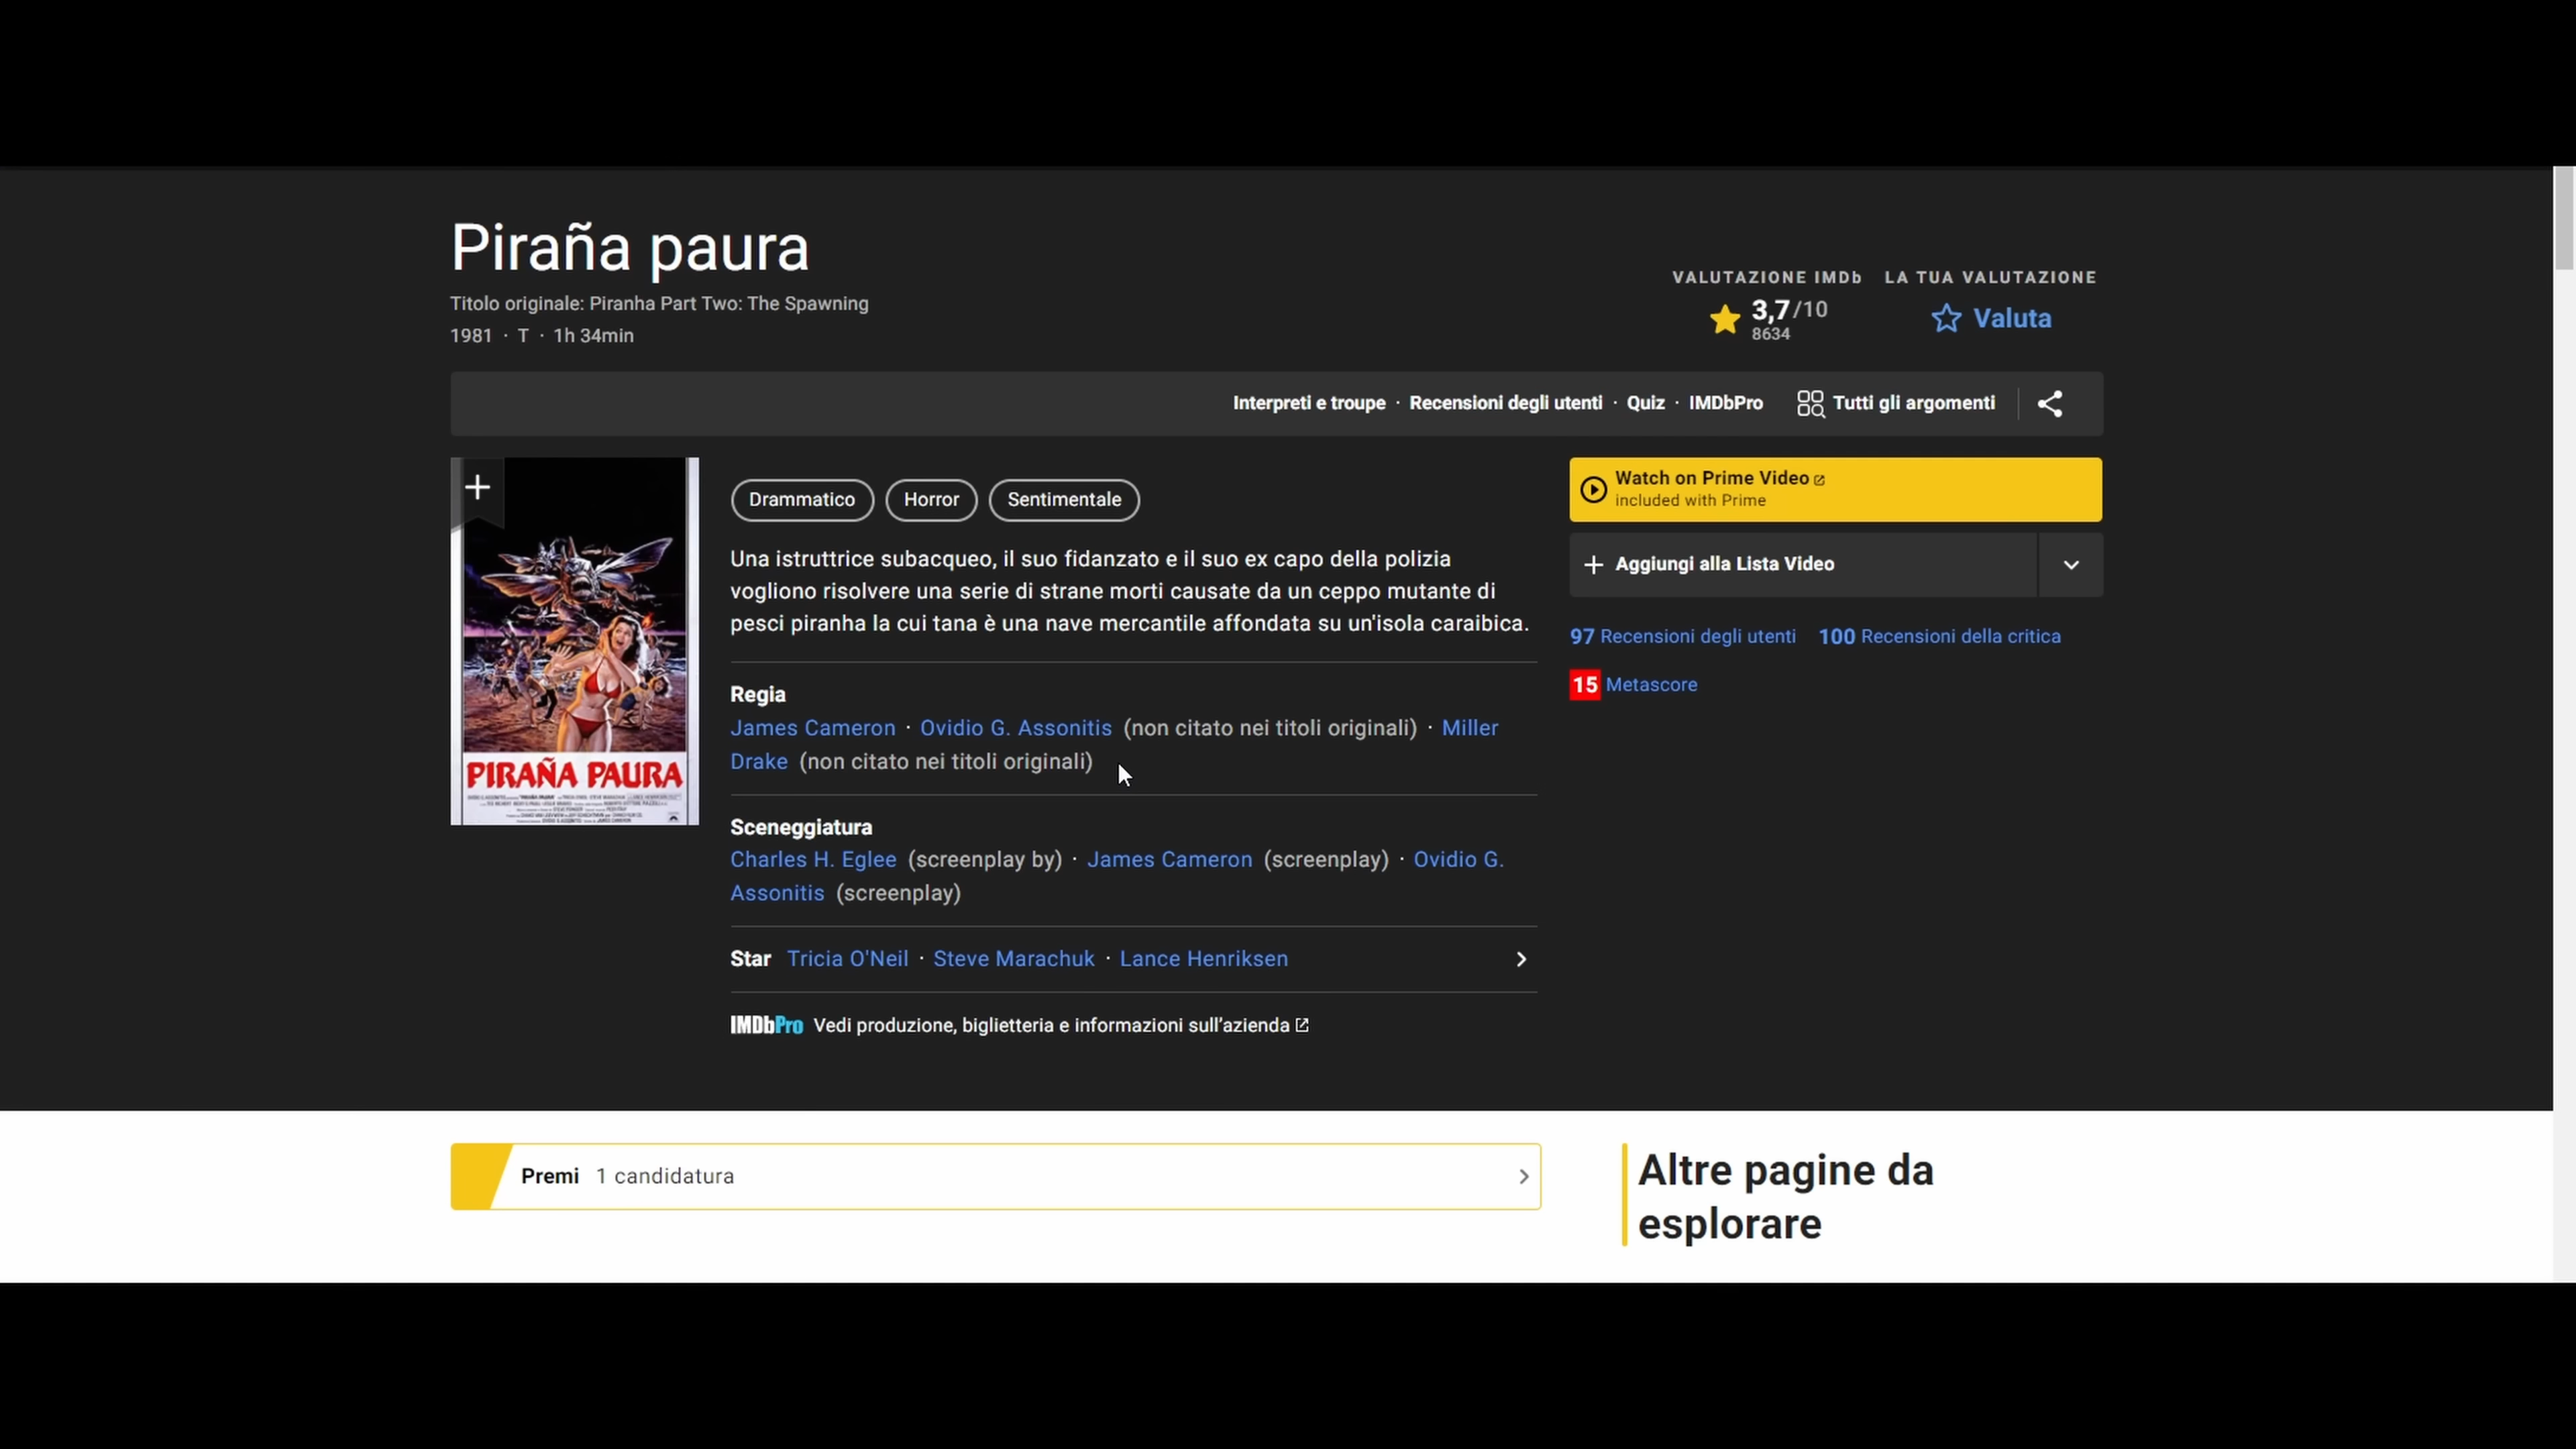 Piraña paura
Titolo originale: Piranha Part Two: The Spawning
1981 · T · 1h 34min
VALUTAZIONE IMDb
3,7/10
8634
LA TUA VALUTAZIONE
Valuta
Interpreti e troupe · Recensioni degli utenti · Quiz · IMDbPro
Tutti gli argomenti
PIRAÑA PAURA
Drammatico
Horror
Sentimentale
Una istruttrice subacqueo, il suo fidanzato e il suo ex capo della polizia
vogliono risolvere una serie di strane morti causate da un ceppo mutante di
pesci piranha la cui tana è una nave mercantile affondata su un'isola caraibica.
Regia
James Cameron · Ovidio G. Assonitis (non citato nei titoli originali) · Miller
Drake (non citato nei titoli originali)
Sceneggiatura
Charles H. Eglee (screenplay by) · James Cameron (screenplay) · Ovidio G.
Assonitis (screenplay)
Star Tricia O'Neil · Steve Marachuk · Lance Henriksen
IMDbPro Vedi produzione, biglietteria e informazioni sull'azienda
Watch on Prime Video
included with Prime
Aggiungi alla Lista Video
97 Recensioni degli utenti 100 Recensioni della critica
15 Metascore
Premi 1 candidatura
Altre pagine da
esplorare